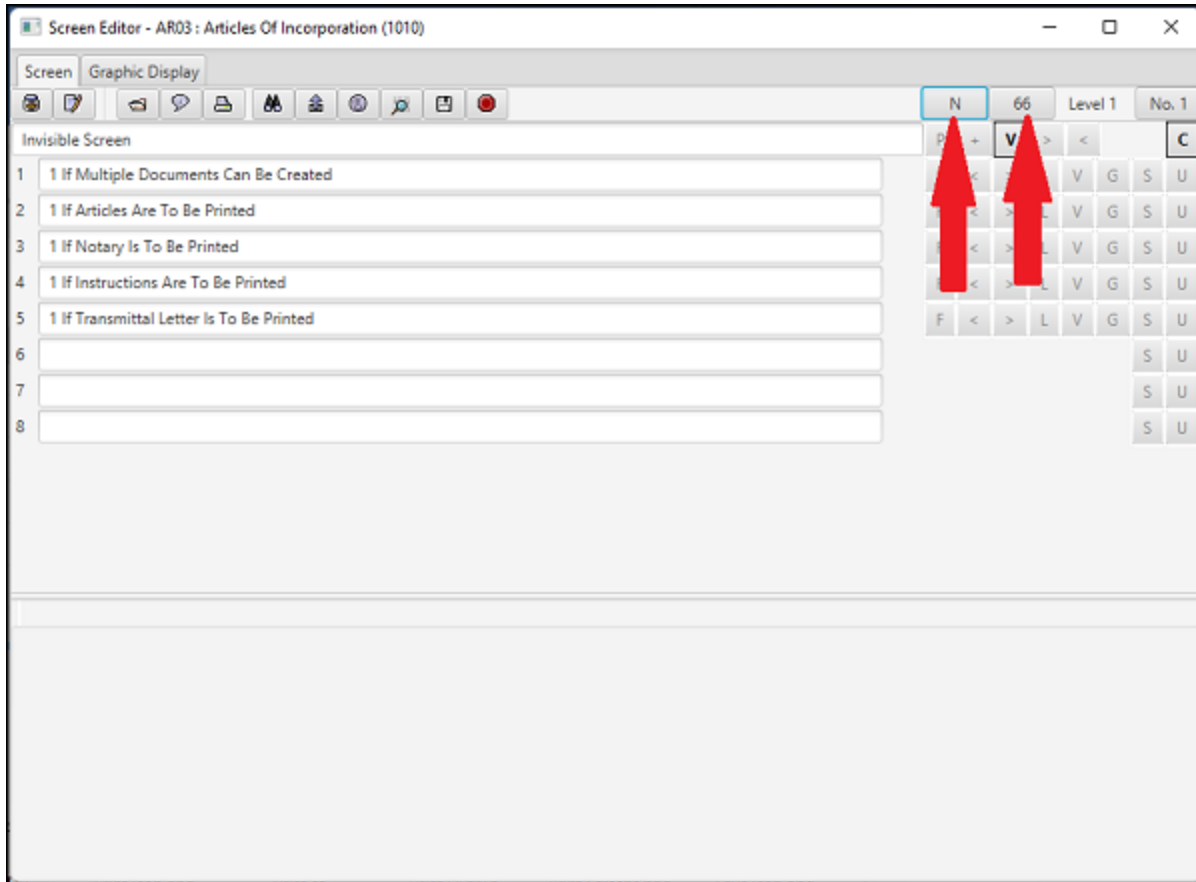 Screen Editor - AR03 : Articles Of Incorporation (1010)
Screen Graphic Display
N 66 Level 1 No. 1
Invisible Screen + V > < C
1 1 If Multiple Documents Can Be Created < V G S U
2 1 If Articles Are To Be Printed < > L V G S U
3 1 If Notary Is To Be Printed < > L V G S U
4 1 If Instructions Are To Be Printed < > L V G S U
5 1 If Transmittal Letter Is To Be Printed F < > L V G S U
6 S U
7 S U
8 S U